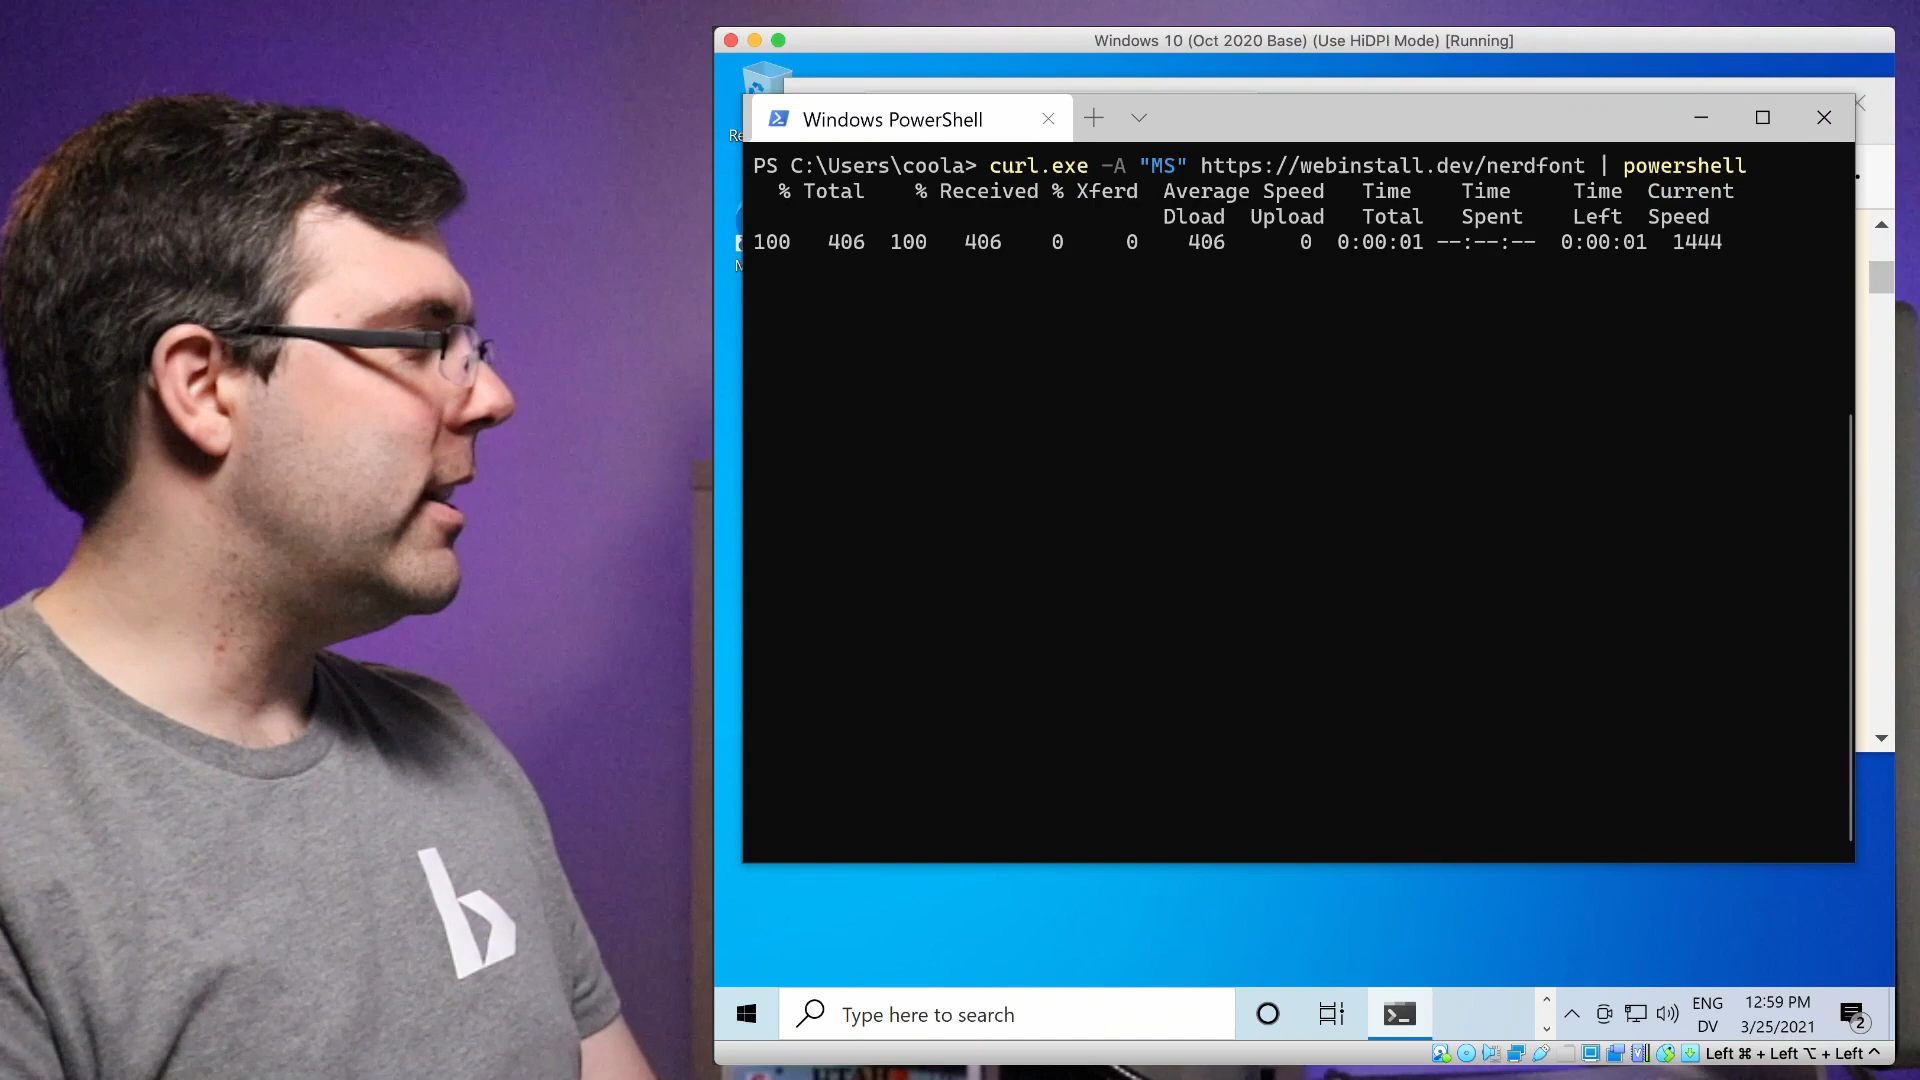 Windows 10 (Oct 2020 Base) (Use HiDPI Mode) [Running]
Windows PowerShell
PS C:\Users\coola> curl.exe -A "MS" https://webinstall.dev/nerdfont | powershell
% Total % Received % Xferd Average Speed Time Time Time Current
Dload Upload Total Spent Left Speed
100 406 100 406 0 0 406 0 0:00:01 --:--:-- 0:00:01 1444
b
Type here to search
ENG
DV
12:59 PM
3/25/2021
2
Left ⌘ + Left ⌥ + Left ^